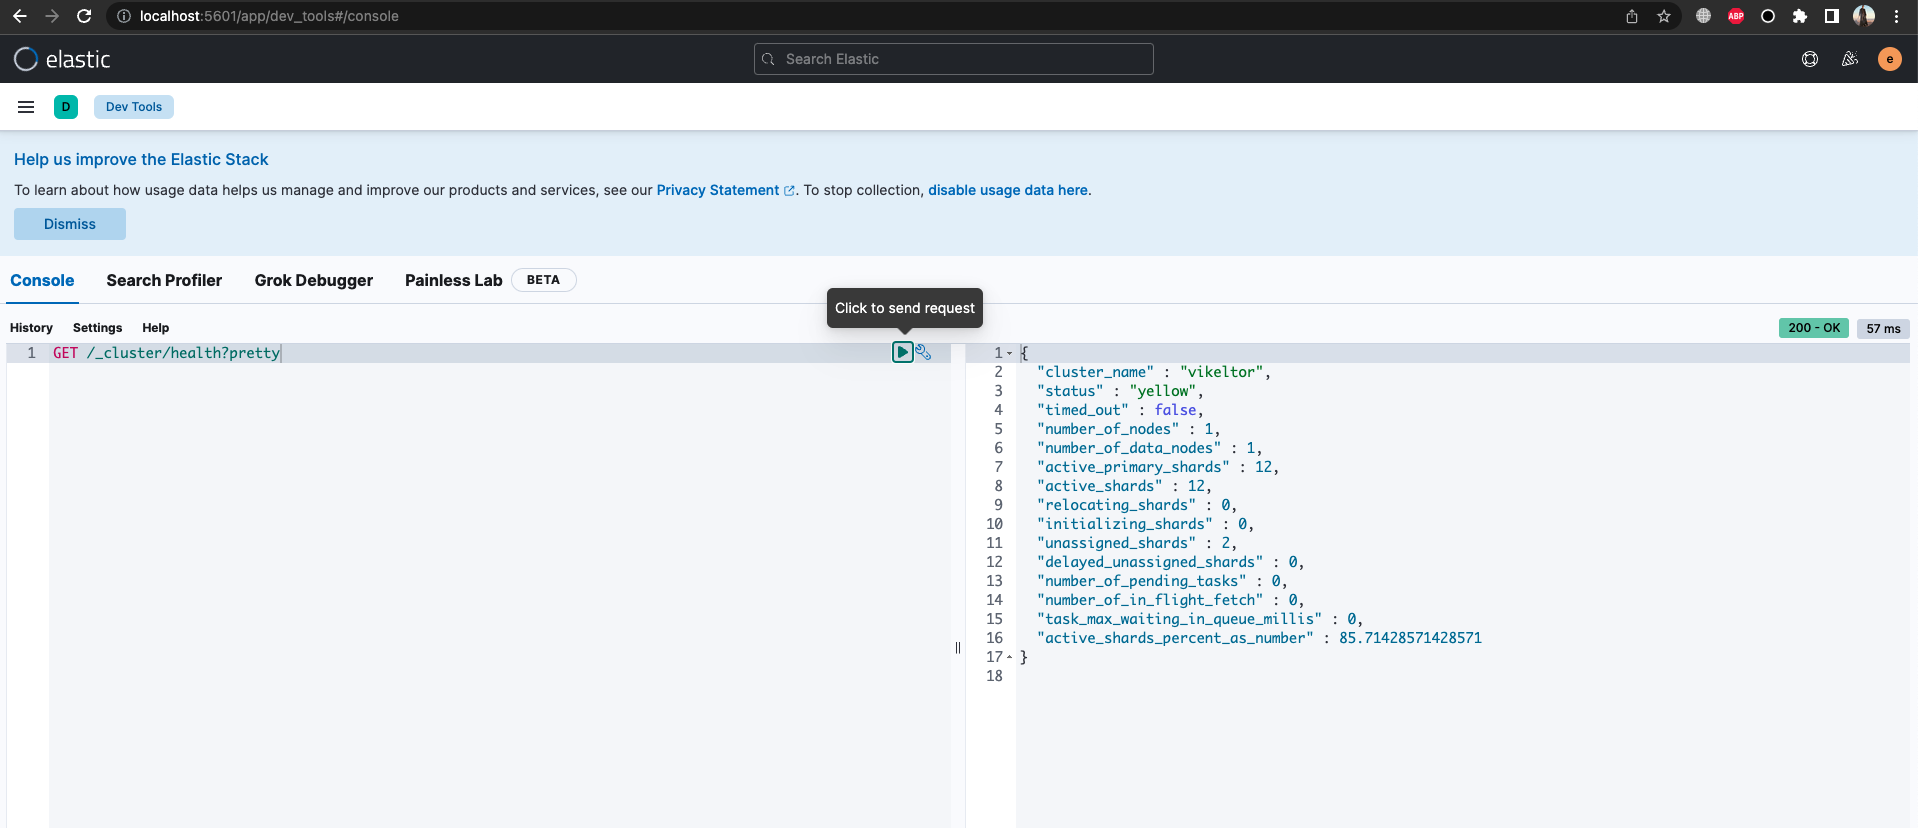 localhost:5601/app/dev_tools#/console
ABP
elastic
Search Elastic
e
D
Dev Tools
Help us improve the Elastic Stack
To learn about how usage data helps us manage and improve our products and services, see our Privacy Statement. To stop collection, disable usage data here.
Dismiss
Console Search Profiler Grok Debugger Painless Lab BETA
Click to send request
History Settings Help
200 - OK 57 ms
1 GET /_cluster/health?pretty
1 {
2 "cluster_name" : "vikeltor",
3 "status" : "yellow",
4 "timed_out" : false,
5 "number_of_nodes" : 1,
6 "number_of_data_nodes" : 1,
7 "active_primary_shards" : 12,
8 "active_shards" : 12,
9 "relocating_shards" : 0,
10 "initializing_shards" : 0,
11 "unassigned_shards" : 2,
12 "delayed_unassigned_shards" : 0,
13 "number_of_pending_tasks" : 0,
14 "number_of_in_flight_fetch" : 0,
15 "task_max_waiting_in_queue_millis" : 0,
16 "active_shards_percent_as_number" : 85.71428571428571
17 }
18